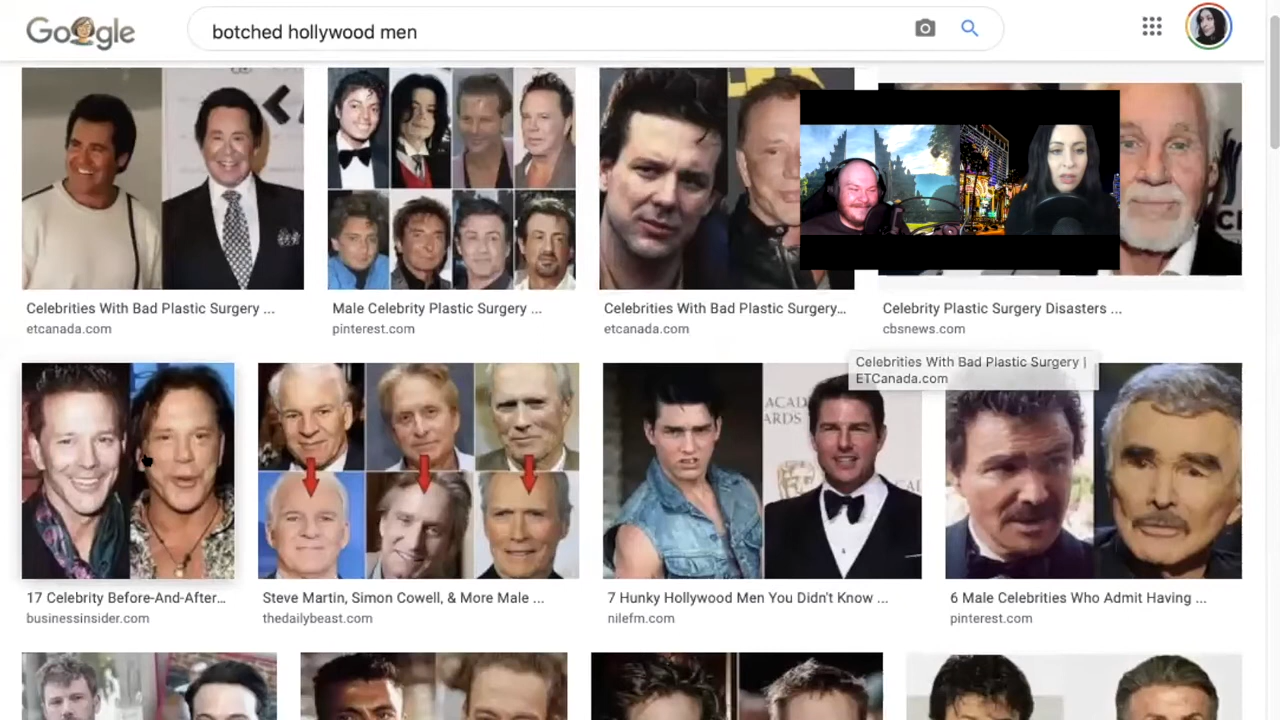 Google
botched hollywood men
Celebrities With Bad Plastic Surgery ...
etcanada.com
Male Celebrity Plastic Surgery ...
pinterest.com
Celebrities With Bad Plastic Surgery...
etcanada.com
Celebrity Plastic Surgery Disasters ...
cbsnews.com
Celebrities With Bad Plastic Surgery |
ETCanada.com
ACAD
ARDS
17 Celebrity Before-And-After...
businessinsider.com
Steve Martin, Simon Cowell, & More Male ...
thedailybeast.com
7 Hunky Hollywood Men You Didn't Know ...
nilefm.com
6 Male Celebrities Who Admit Having ...
pinterest.com